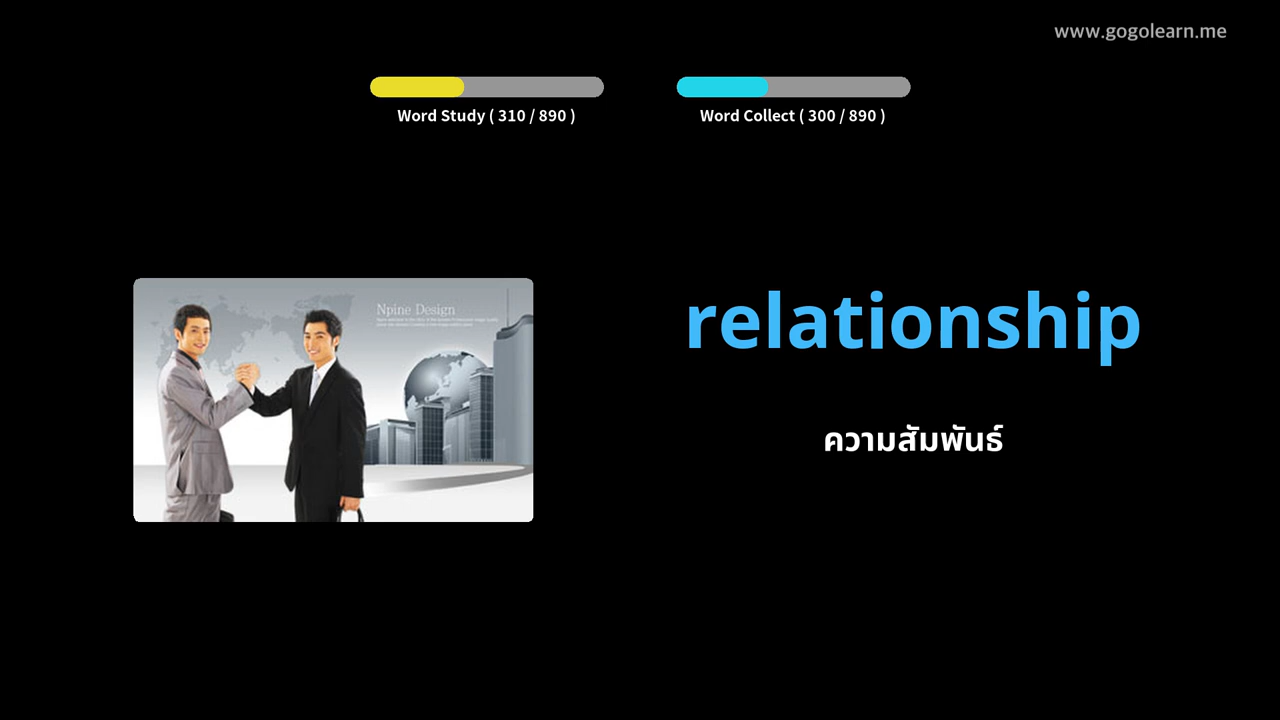 www.gogolearn.me
Word Study ( 310 / 890 )
Word Collect ( 300 / 890 )
Npine Design
relationship
ความสัมพันธ์